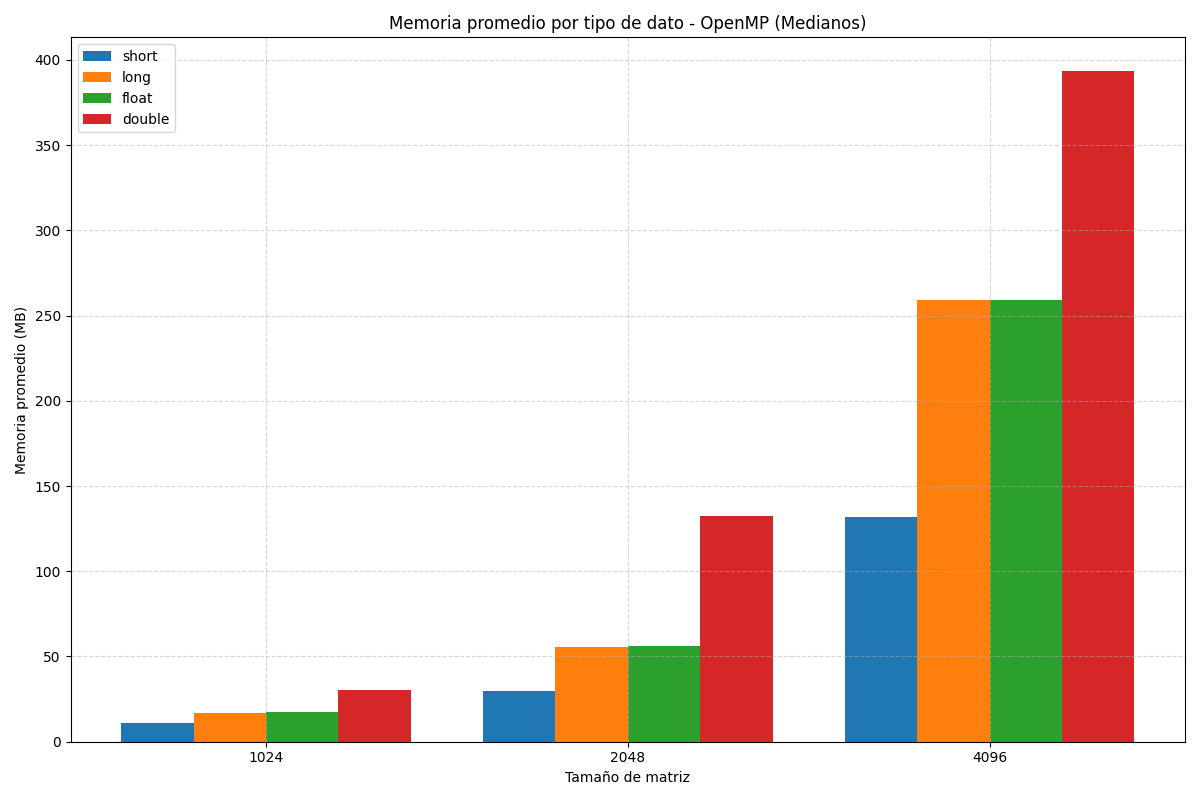 Memoria promedio por tipo de dato - OpenMP (Medianos)
short
long
float
double
Memoria promedio (MB)
400
350
300
250
200
150
100
50
0
1024
2048
4096
Tamaño de matriz